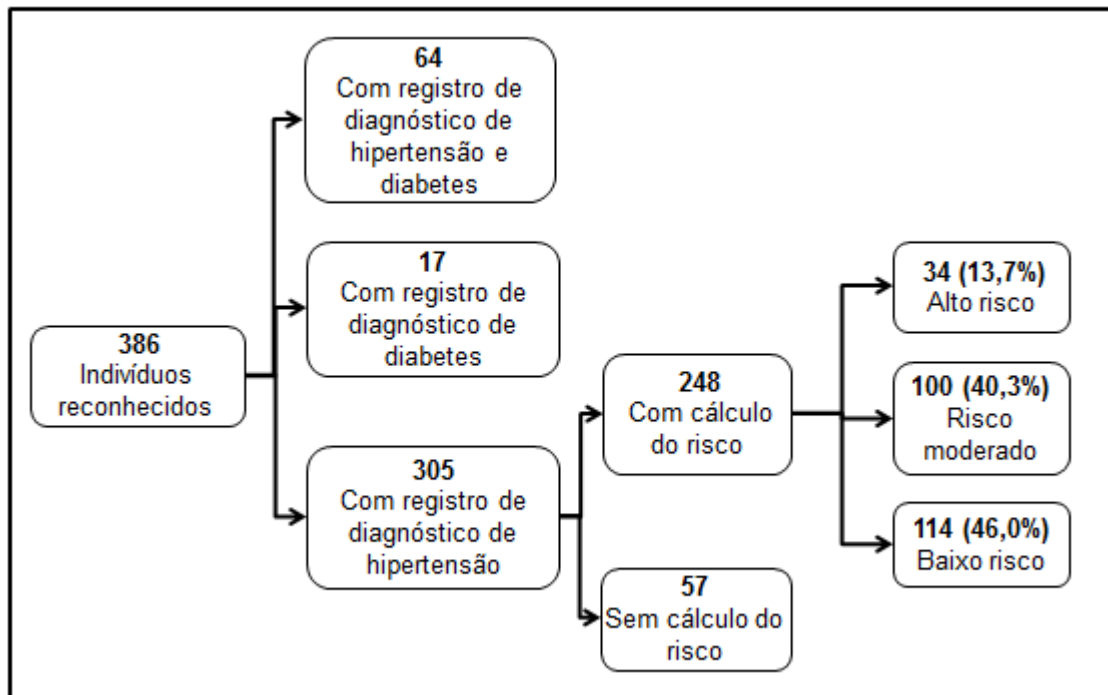 386
Indivíduos
reconhecidos
64
Com registro de
diagnóstico de
hipertensão e
diabetes
17
Com registro de
diagnóstico de
diabetes
305
Com registro de
diagnóstico de
hipertensão
248
Com cálculo
do risco
57
Sem cálculo do
risco
34 (13,7%)
Alto risco
100 (40,3%)
Risco
moderado
114 (46,0%)
Baixo risco